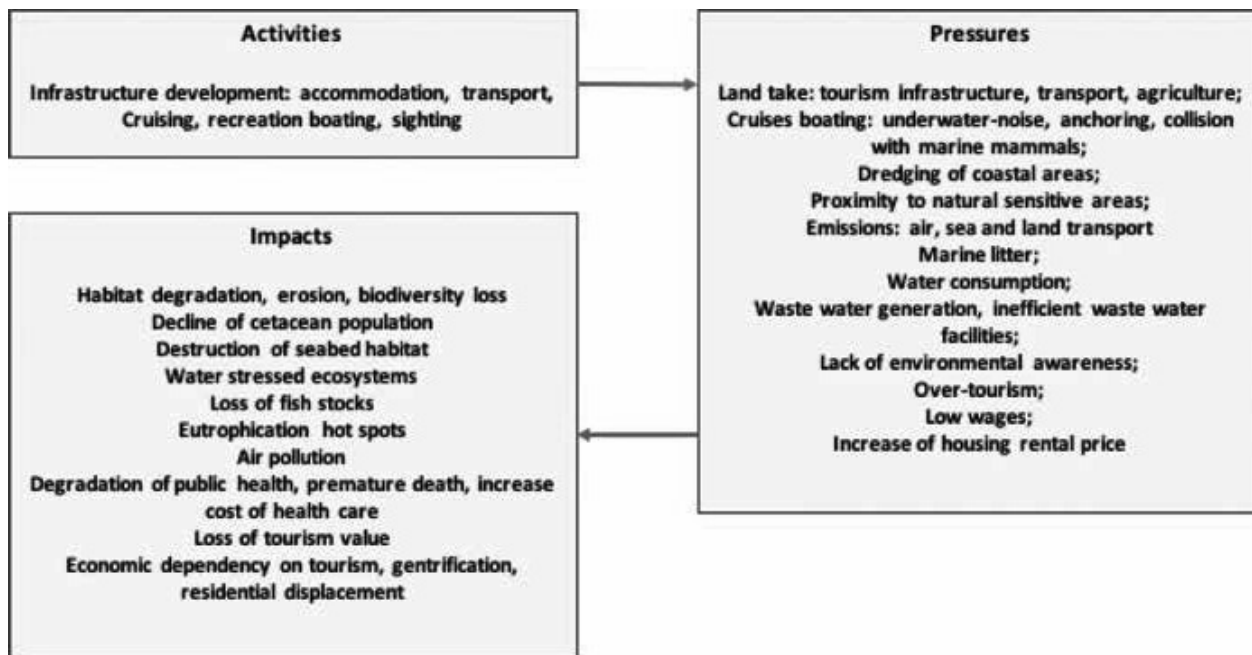 Activities
Infrastructure development: accommodation, transport,
Cruising, recreation boating, sighting
Pressures
Land take: tourism infrastructure, transport, agriculture;
Cruises boating: underwater-noise, anchoring, collision
with marine mammals;
Dredging of coastal areas;
Proximity to natural sensitive areas;
Emissions: air, sea and land transport
Marine litter;
Water consumption;
Waste water generation, inefficient waste water
facilities;
Lack of environmental awareness;
Over-tourism;
Low wages;
Increase of housing rental price
Impacts
Habitat degradation, erosion, biodiversity loss
Decline of cetacean population
Destruction of seabed habitat
Water stressed ecosystems
Loss of fish stocks
Eutrophication hot spots
Air pollution
Degradation of public health, premature death, increase
cost of health care
Loss of tourism value
Economic dependency on tourism, gentrification,
residential displacement